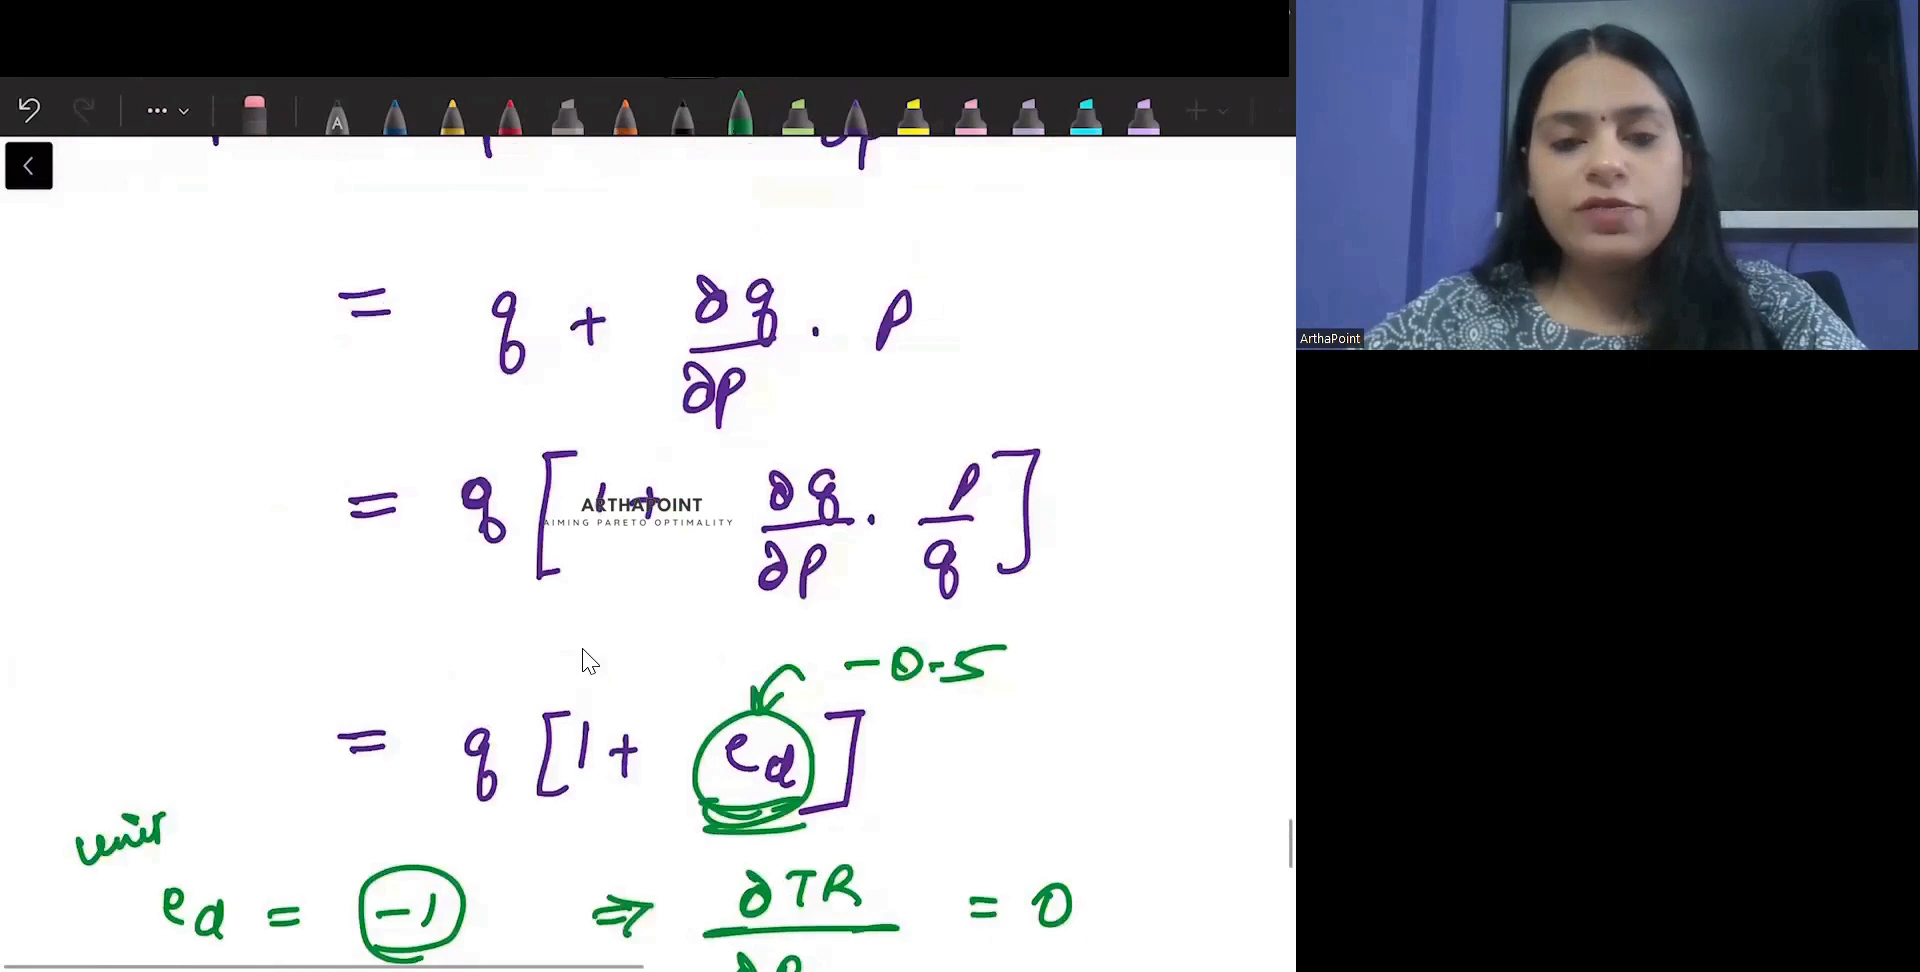 = q + ∂q/∂p . p
= q [ 1 + ∂q/∂p . p/q ]
ARTHAPOINT
AIMING PARETO OPTIMALITY
-0.5
= q [ 1 + ed ]
unit
ed = -1 ⇒ ∂TR/∂p = 0
ArthaPoint
A